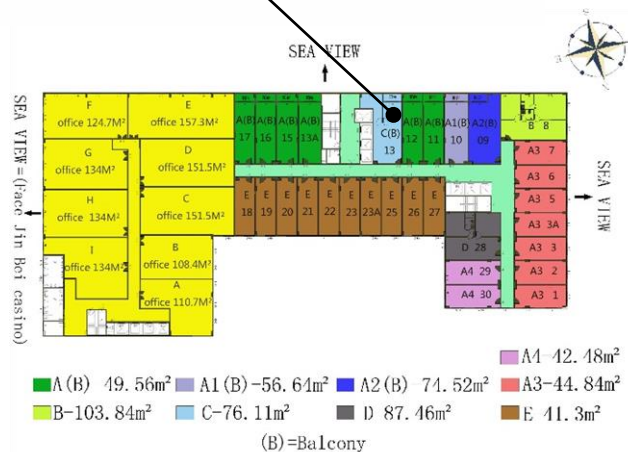 SEA VIEW
F
office 124.7M²
E
office 157.3M²
A(B)
17
A(B)
16
A(B)
15
A(B)
13A
C(B)
13
A(B)
12
A(B)
11
A1(B)
10
A2(B)
09
B 8
G
office 134M²
D
office 151.5M²
H
office 134M²
C
office 151.5M²
I
office 134M²
B
office 108.4M²
A
office 110.7M²
E
18
E
19
E
20
E
21
E
22
E
23
E
23A
E
25
E
26
E
27
D 28
A4 29
A4 30
A3 7
A3 6
A3 5
A3 3A
A3 3
A3 2
A3 1
SEA VIEW
SEA VIEW=(Face Jin Bei casino)
A4-42.48m²
A(B) 49.56m²
A1(B)-56.64m²
A2(B)-74.52m²
A3-44.84m²
B-103.84m²
C-76.11m²
D 87.46m²
E 41.3m²
(B)=Balcony